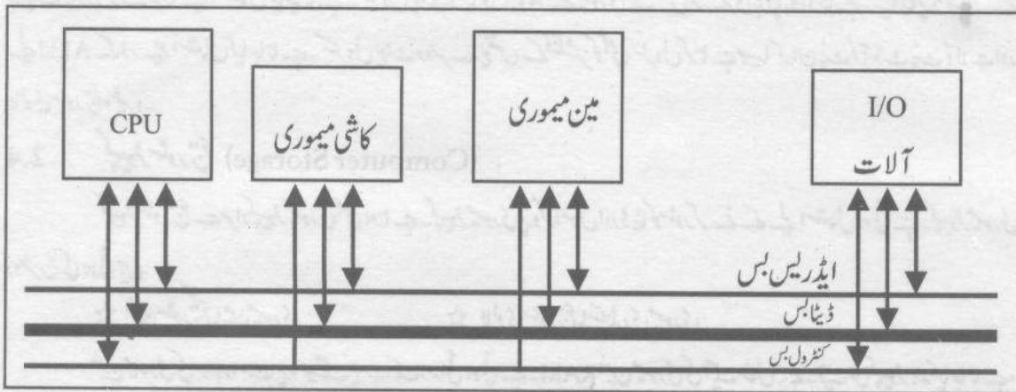 CPU
کاشی میموری
مین میموری
I/O
آلات
ایڈریس بس
ڈیٹا بس
کنٹرول بس